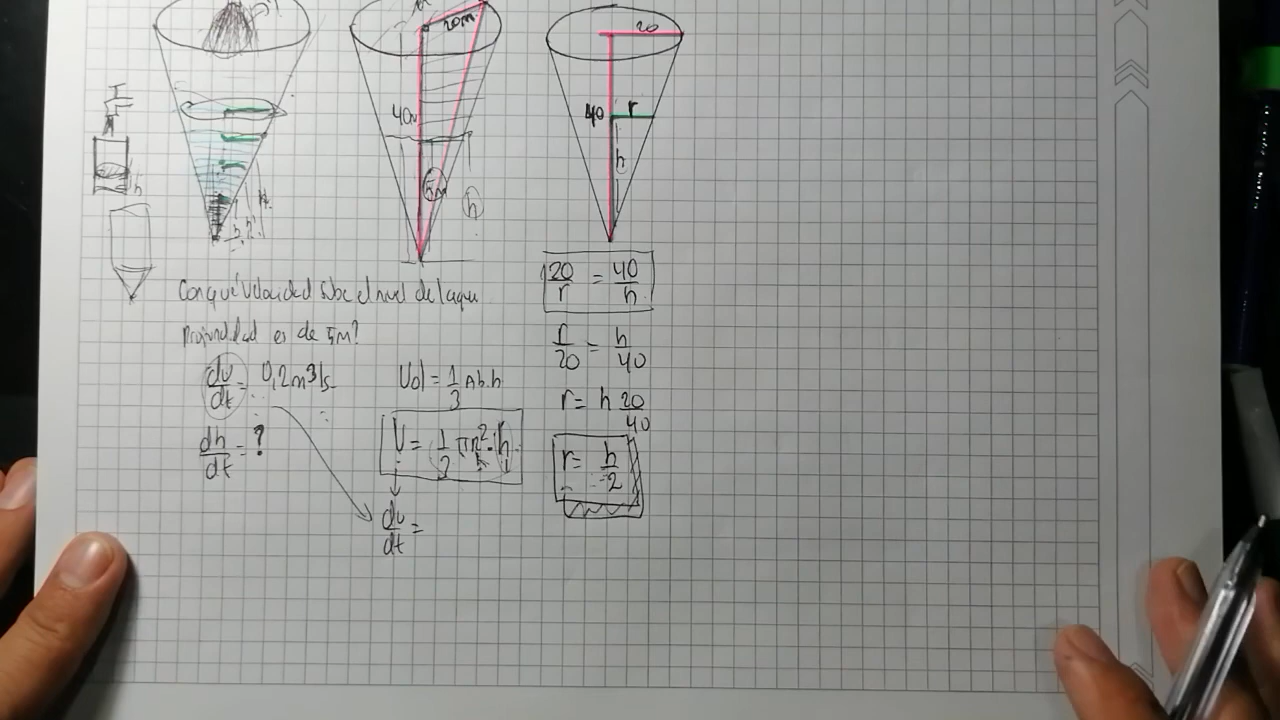 20m
40m
5m
h
h
20
40
r
h
Con qué Velocidad sube el nivel del agua
profundidad es de 5m?
dv/dt = 0,2m³/s
dh/dt = ?
Vol = 1/3 Ab.h
V = 1/3 πr².h
dv/dt =
20/r = 40/h
r/20 = h/40
r = h 20/40
r = h/2